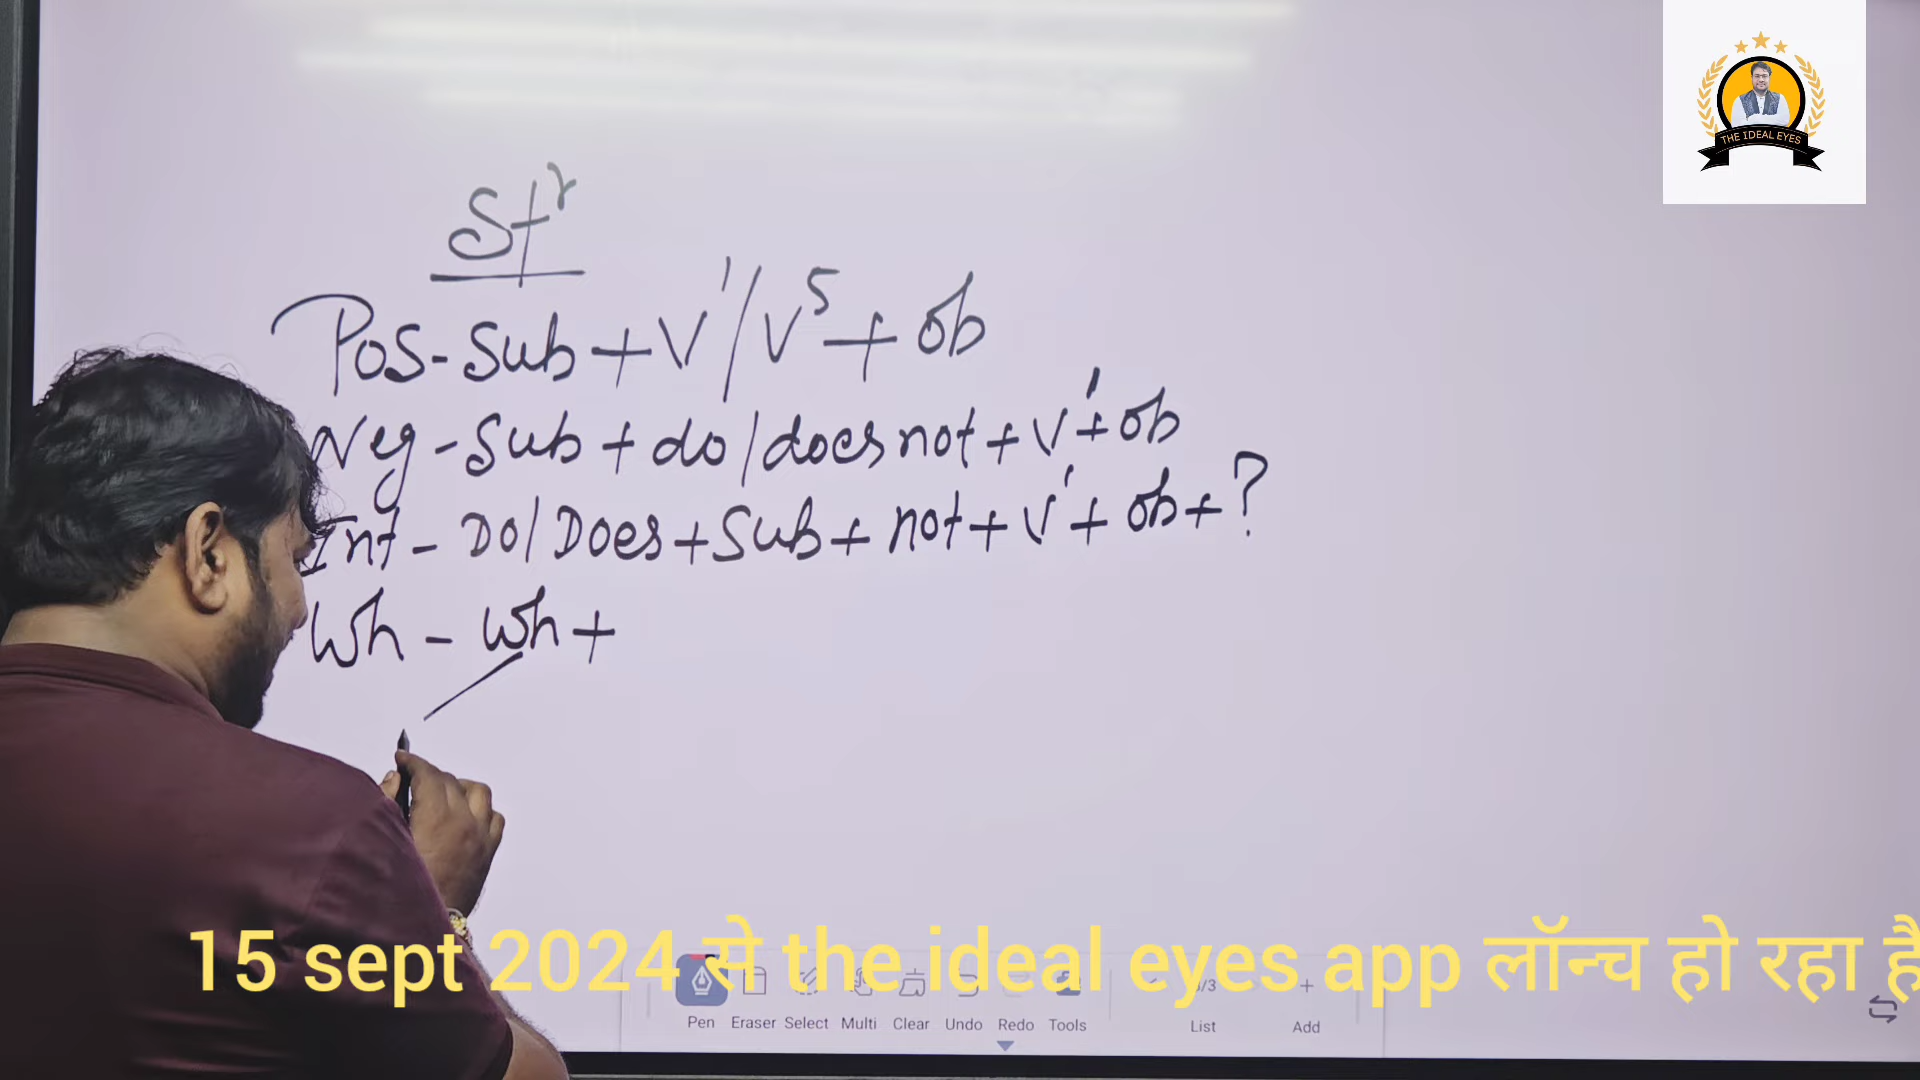 THE IDEAL EYES
Str
Pos - Sub + V¹ / V⁵ + ob
Neg - Sub + do / does not + V¹ + ob
Int - Do / Does + Sub + not + V¹ + ob + ?
Wh - Wh +
15 sept 2024 से the ideal eyes app लॉन्च हो रहा है
Pen Eraser Select Multi Clear Undo Redo Tools List Add